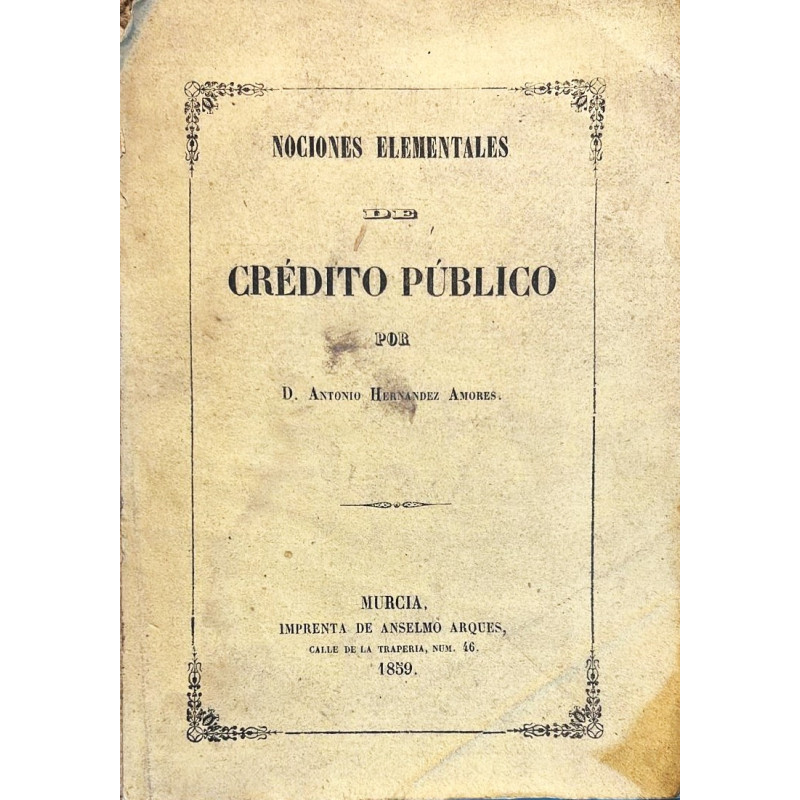 NOCIONES ELEMENTALES
DE
CRÉDITO PÚBLICO
POR
D. ANTONIO HERNANDEZ AMORES.
MURCIA,
IMPRENTA DE ANSELMO ARQUES,
CALLE DE LA TRAPERIA, NUM. 46.
1859.